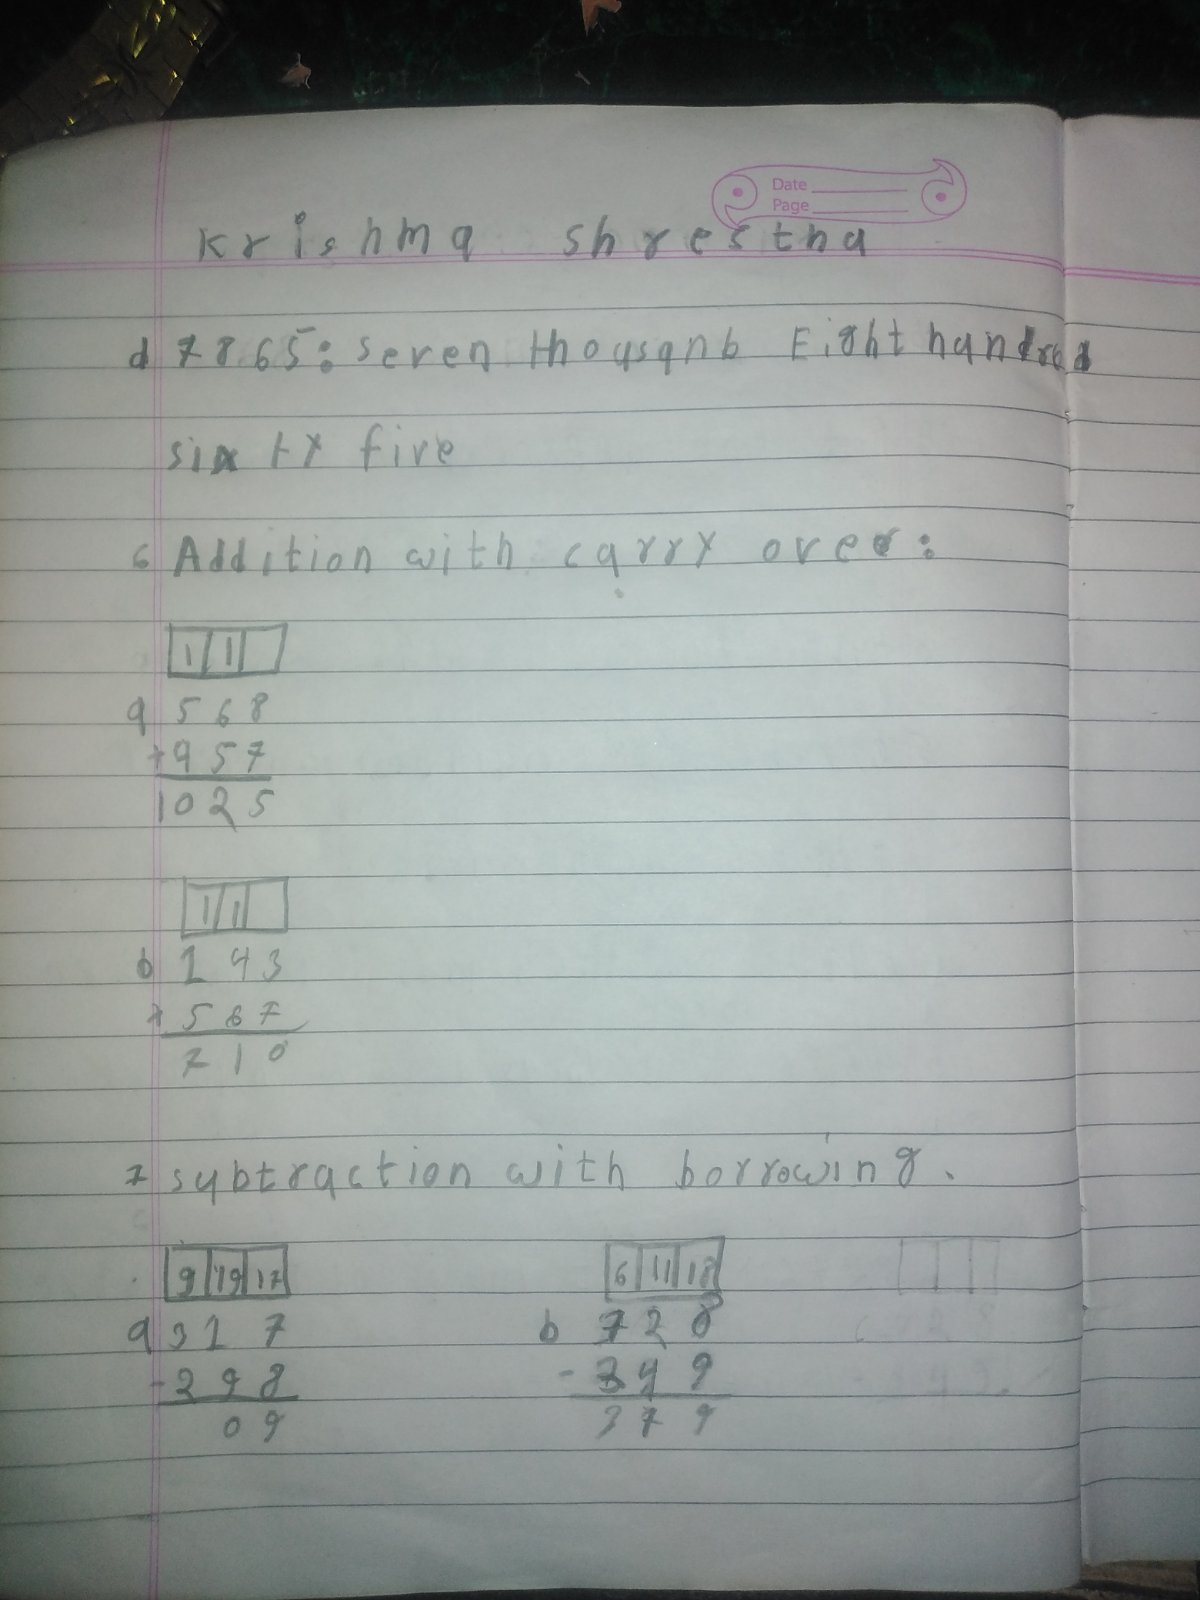 Date
Page
Krishma shrestha
d 7865: seven thousanb Eight hundred
sixty five
6 Addition with carry over:
1 1
a 568
+957
1025
1 1
b 143
+ 567
710
7 subtraction with borrowing.
9 19 17 6 11 18
a 317 b 728
-298 -349
09 379